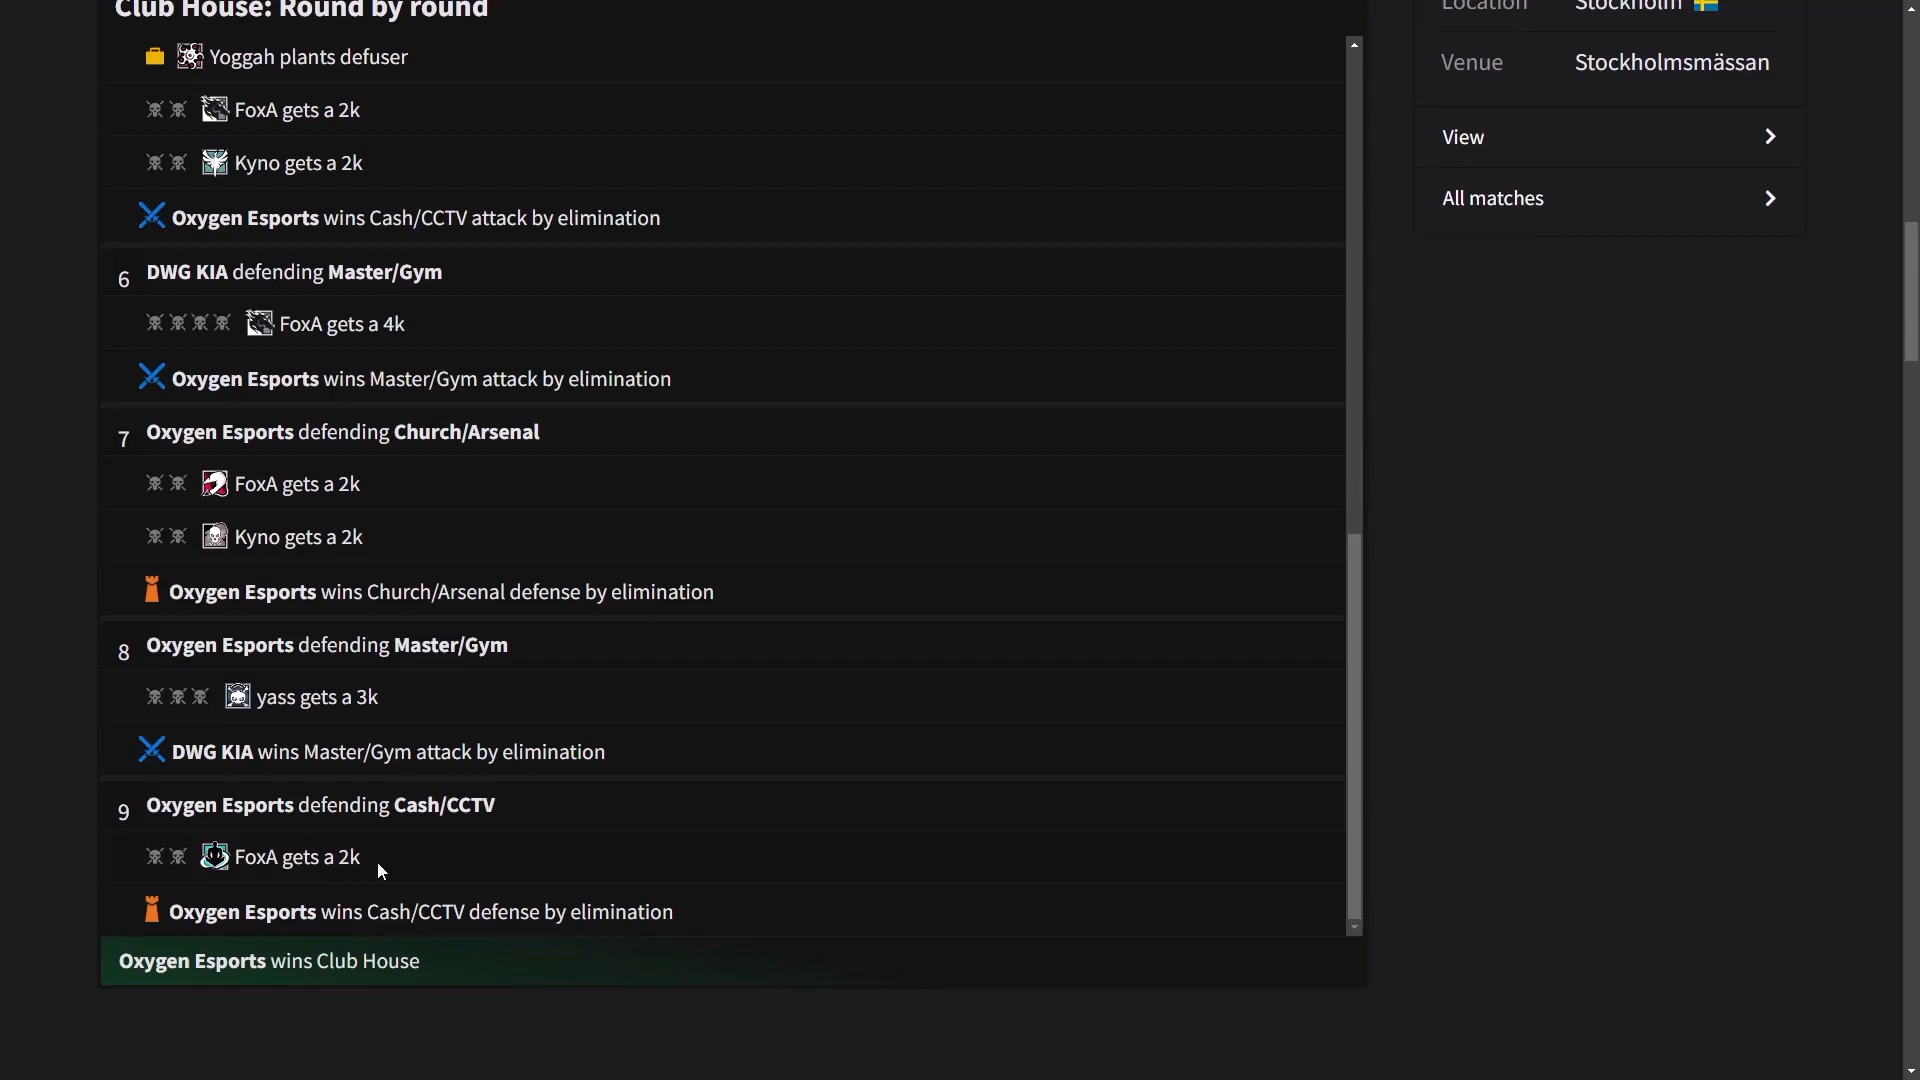 Club House: Round by round
Yoggah plants defuser
FoxA gets a 2k
Kyno gets a 2k
Oxygen Esports wins Cash/CCTV attack by elimination
6 DWG KIA defending Master/Gym
FoxA gets a 4k
Oxygen Esports wins Master/Gym attack by elimination
7 Oxygen Esports defending Church/Arsenal
FoxA gets a 2k
Kyno gets a 2k
Oxygen Esports wins Church/Arsenal defense by elimination
8 Oxygen Esports defending Master/Gym
yass gets a 3k
DWG KIA wins Master/Gym attack by elimination
9 Oxygen Esports defending Cash/CCTV
FoxA gets a 2k
Oxygen Esports wins Cash/CCTV defense by elimination
Oxygen Esports wins Club House
Location Stockholm
Venue Stockholmsmässan
View
All matches